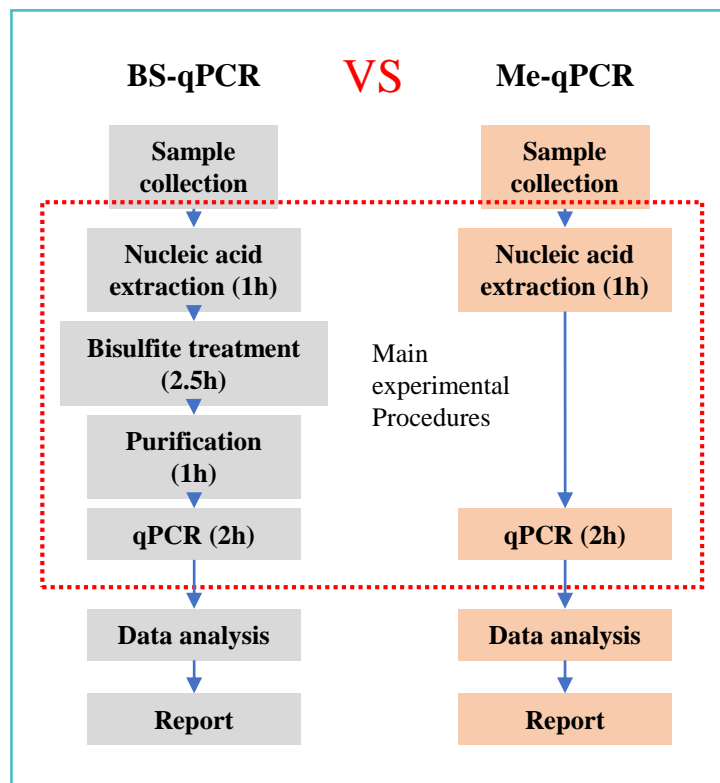 BS-qPCR VS Me-qPCR
Sample
collection
Nucleic acid
extraction (1h)
Bisulfite treatment
(2.5h)
Purification
(1h)
qPCR (2h)
Data analysis
Report
Main
experimental
Procedures
Sample
collection
Nucleic acid
extraction (1h)
qPCR (2h)
Data analysis
Report